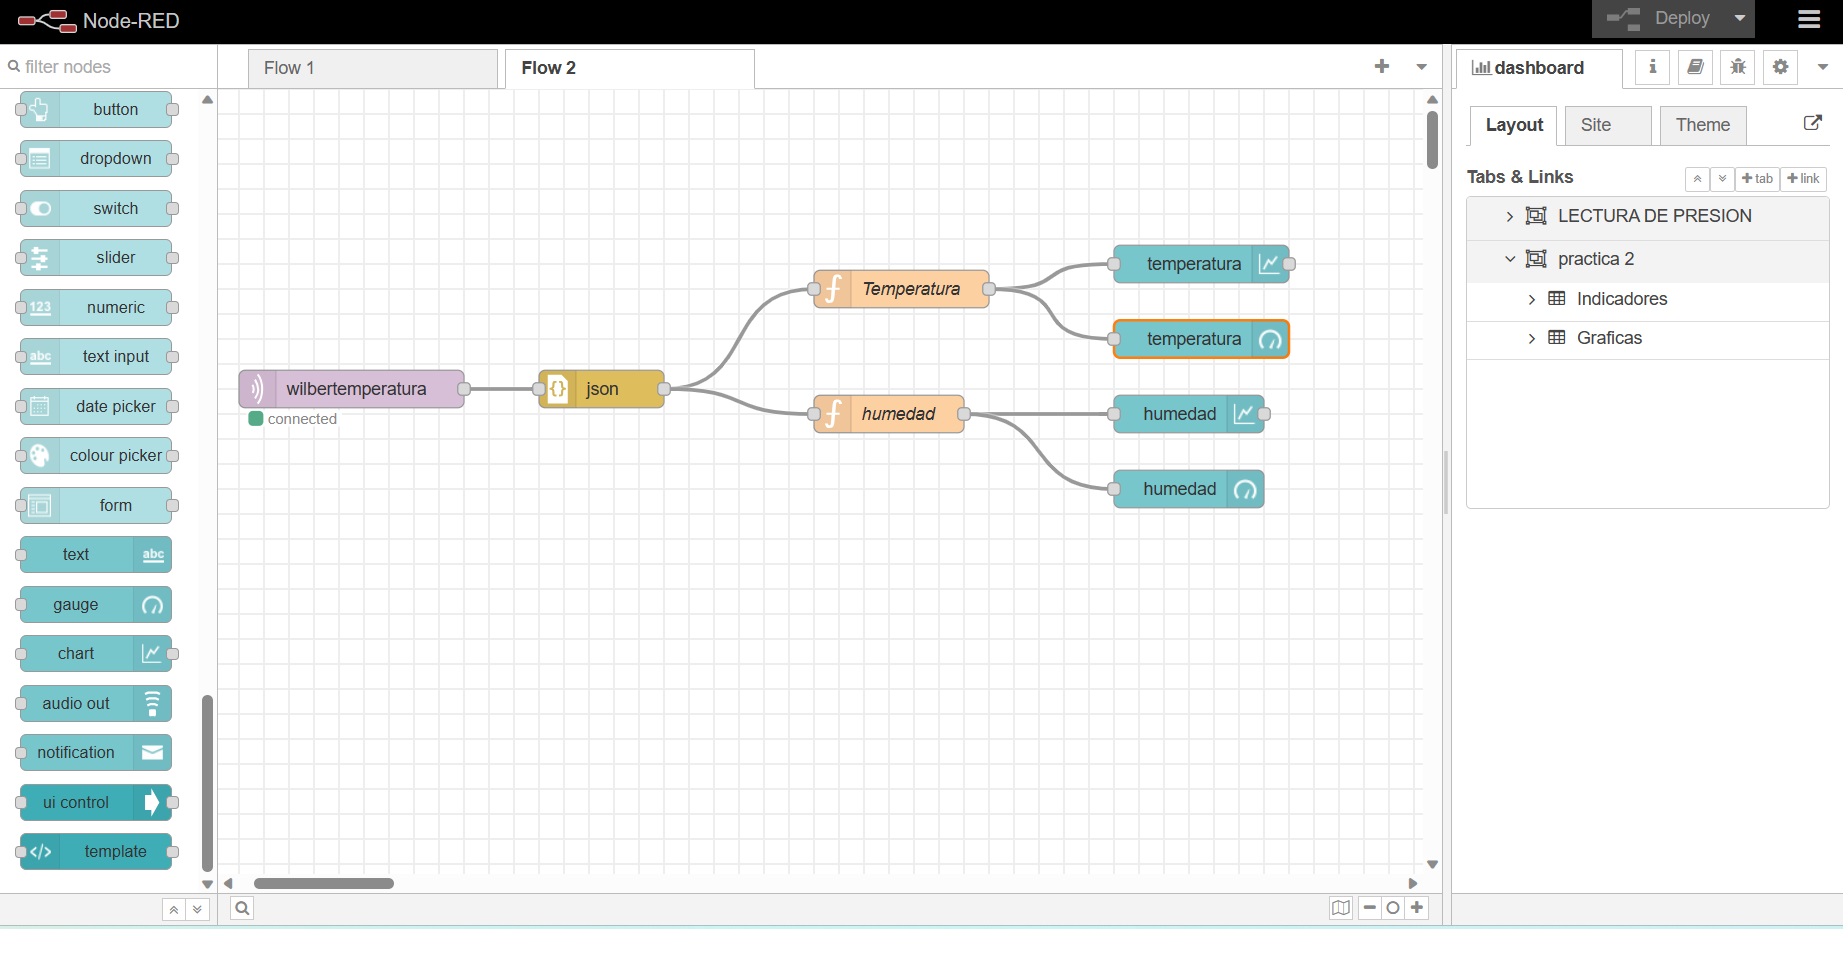 Node-RED
Deploy
filter nodes
Flow 1
Flow 2
dashboard
i
button
dropdown
switch
slider
123 numeric
abc text input
date picker
colour picker
form
text abc
gauge
chart
audio out
notification
ui control
</> template
temperatura
Temperatura
temperatura
wilbertemperatura
connected
{} json
humedad
humedad
humedad
Layout
Site
Theme
Tabs & Links
+ tab
+ link
LECTURA DE PRESION
practica 2
Indicadores
Graficas